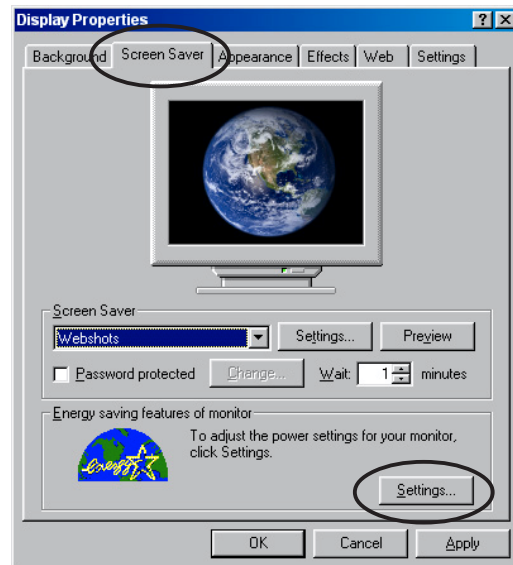 Display Properties
? X
Background Screen Saver Appearance Effects Web Settings
Screen Saver
Webshots Settings... Preview
Password protected Change... Wait: 1 minutes
Energy saving features of monitor
To adjust the power settings for your monitor,
click Settings.
energy
Settings...
OK Cancel Apply